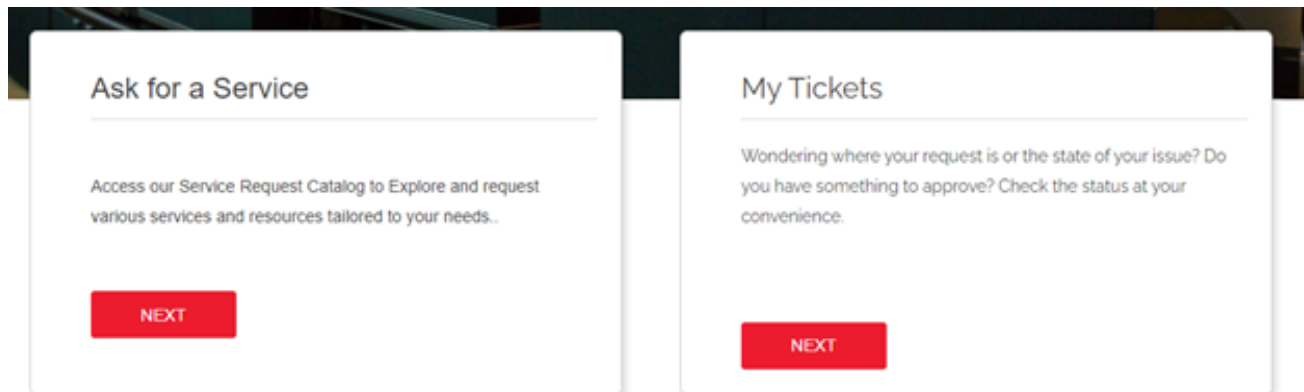 Ask for a Service
Access our Service Request Catalog to Explore and request
various services and resources tailored to your needs..
NEXT
My Tickets
Wondering where your request is or the state of your issue? Do
you have something to approve? Check the status at your
convenience.
NEXT